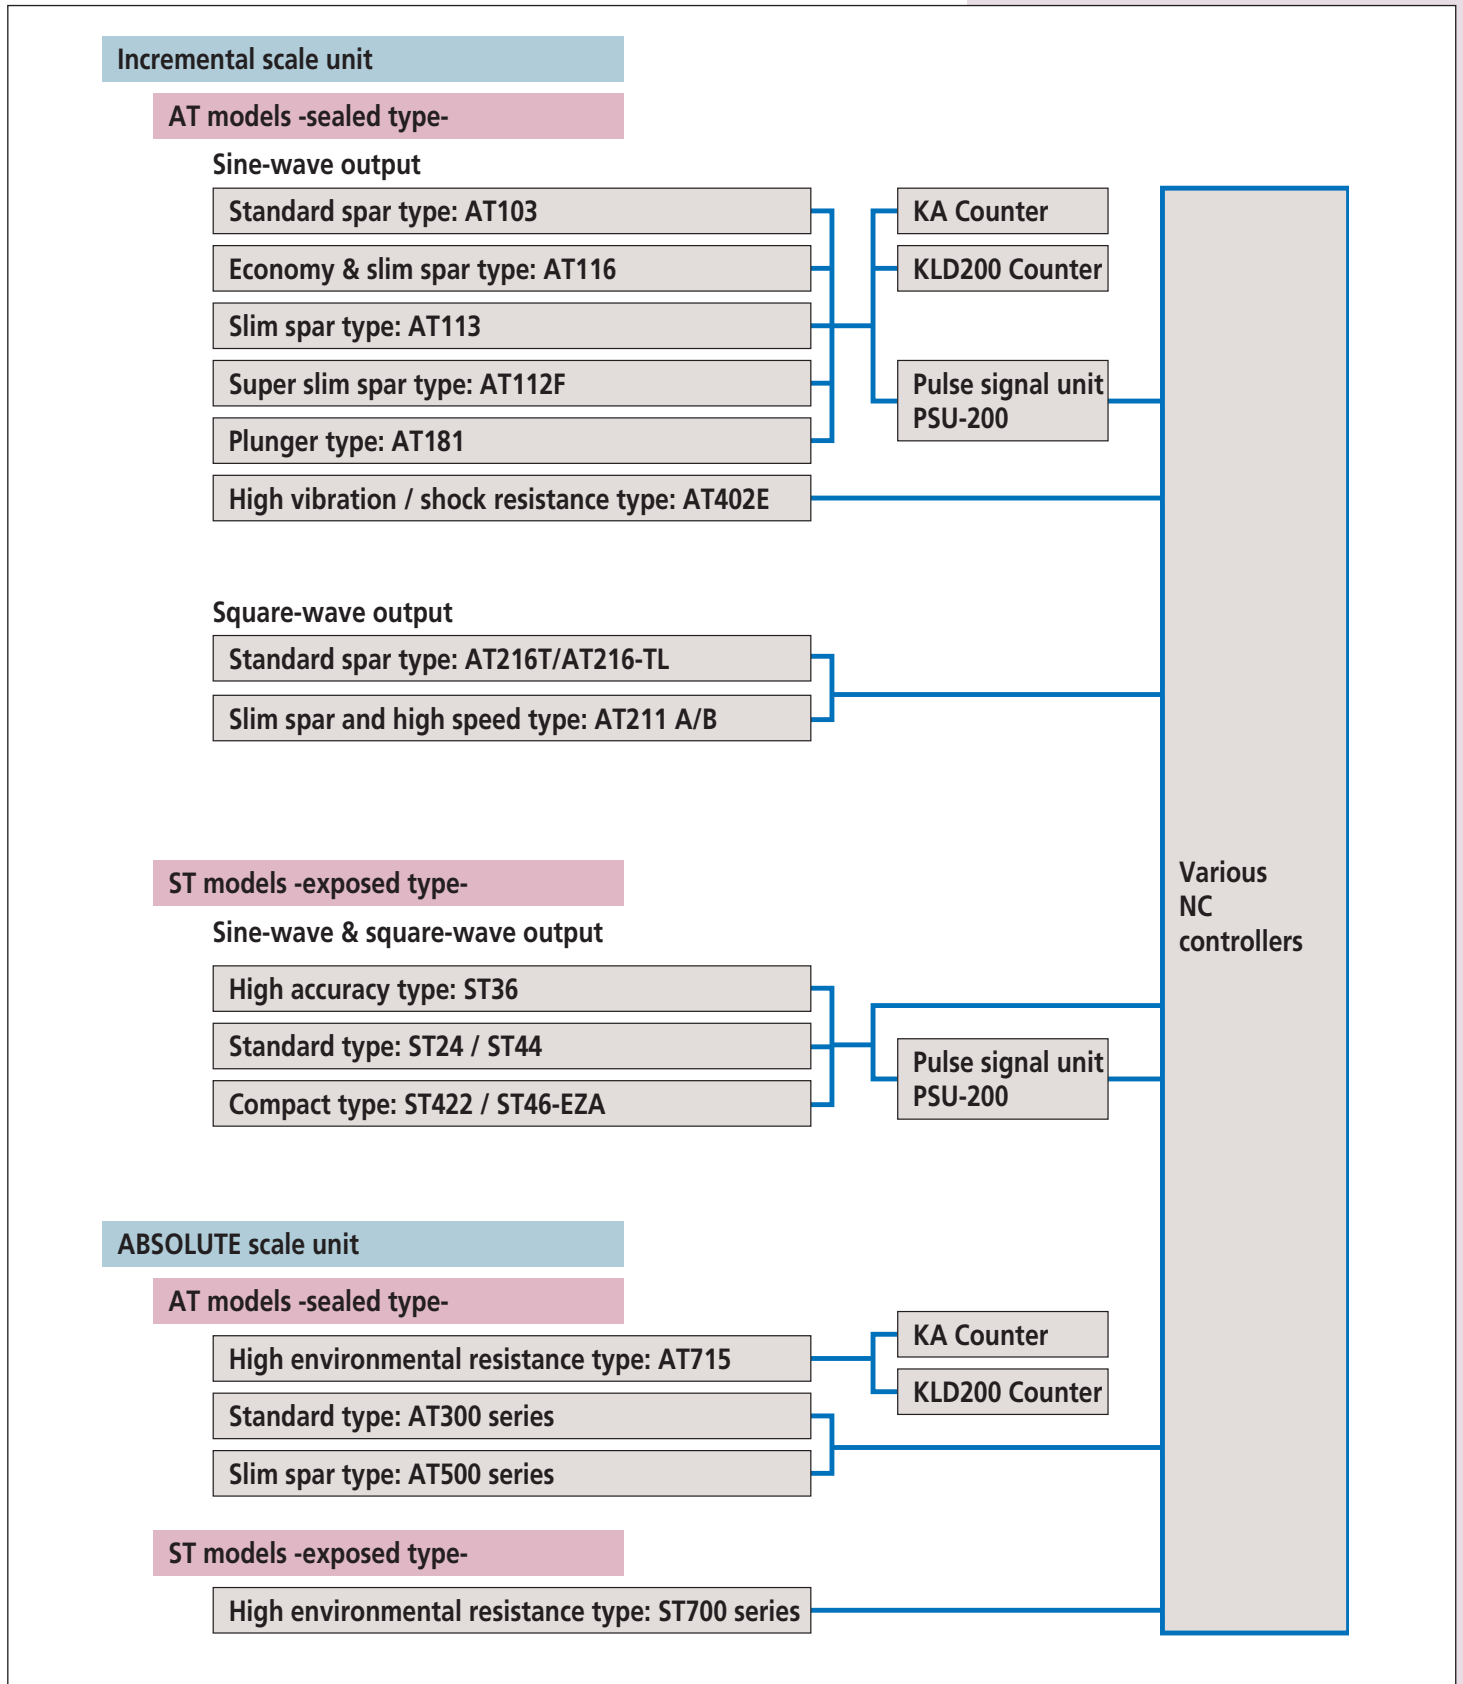 Incremental scale unit
AT models -sealed type-
Sine-wave output
Standard spar type: AT103
Economy & slim spar type: AT116
Slim spar type: AT113
Super slim spar type: AT112F
Plunger type: AT181
High vibration / shock resistance type: AT402E
KA Counter
KLD200 Counter
Pulse signal unit
PSU-200
Square-wave output
Standard spar type: AT216T/AT216-TL
Slim spar and high speed type: AT211 A/B
ST models -exposed type-
Sine-wave & square-wave output
High accuracy type: ST36
Standard type: ST24 / ST44
Compact type: ST422 / ST46-EZA
Pulse signal unit
PSU-200
Various
NC
controllers
ABSOLUTE scale unit
AT models -sealed type-
High environmental resistance type: AT715
Standard type: AT300 series
Slim spar type: AT500 series
KA Counter
KLD200 Counter
ST models -exposed type-
High environmental resistance type: ST700 series